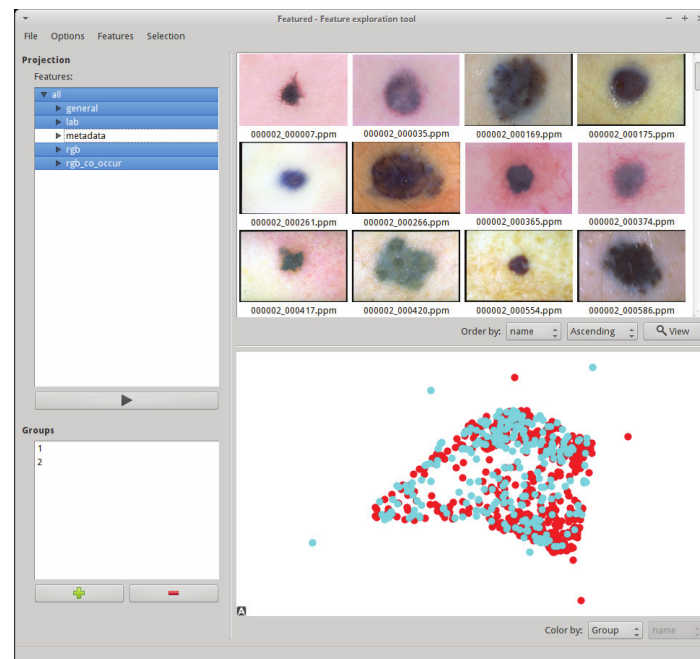 Featured - Feature exploration tool
File Options Features Selection
Projection
Features:
all
general
lab
metadata
rgb
rgb_co_occur
Groups
1
2
000002_000007.ppm 000002_000035.ppm 000002_000169.ppm 000002_000175.ppm
000002_000261.ppm 000002_000266.ppm 000002_000365.ppm 000002_000374.ppm
000002_000417.ppm 000002_000420.ppm 000002_000554.ppm 000002_000586.ppm
Order by: name Ascending View
A
Color by: Group name